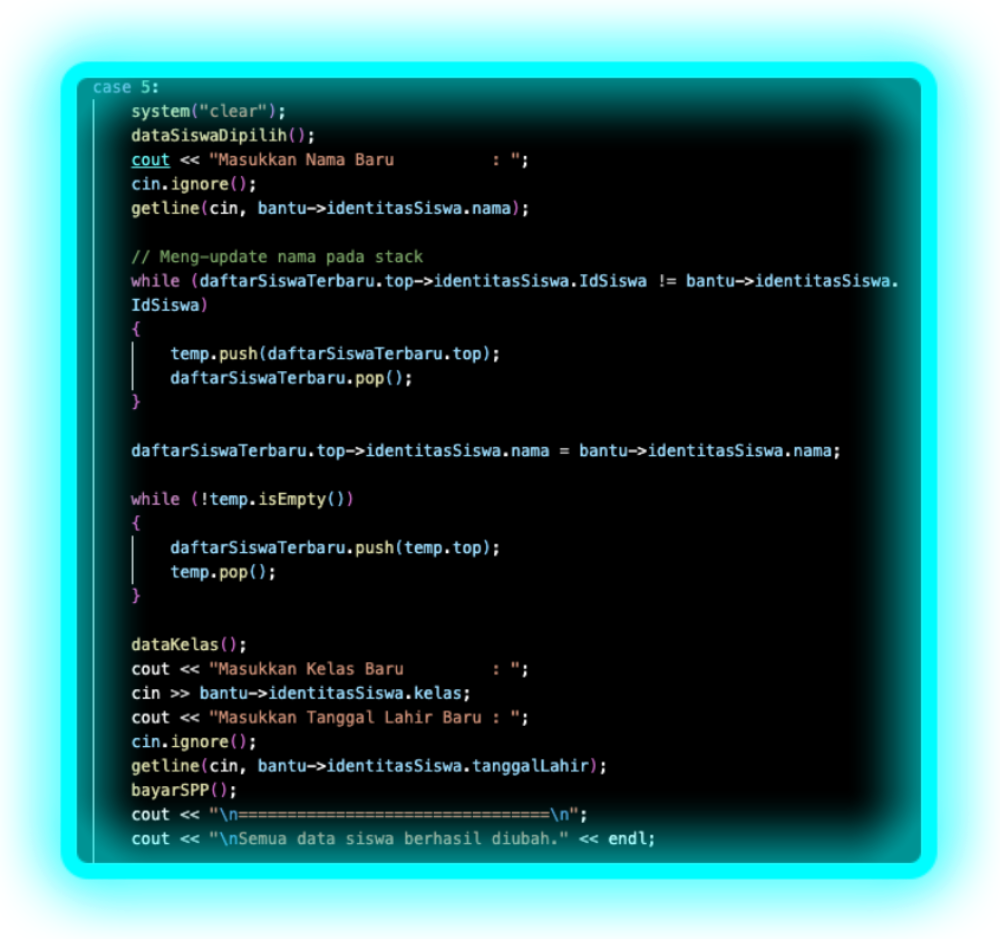 case 5:
system("clear");
dataSiswaDipilih();
cout << "Masukkan Nama Baru          : ";
cin.ignore();
getline(cin, bantu->identitasSiswa.nama);
// Meng-update nama pada stack
while (daftarSiswaTerbaru.top->identitasSiswa.IdSiswa != bantu->identitasSiswa.
IdSiswa)
{
temp.push(daftarSiswaTerbaru.top);
daftarSiswaTerbaru.pop();
}
daftarSiswaTerbaru.top->identitasSiswa.nama = bantu->identitasSiswa.nama;
while (!temp.isEmpty())
{
daftarSiswaTerbaru.push(temp.top);
temp.pop();
}
dataKelas();
cout << "Masukkan Kelas Baru         : ";
cin >> bantu->identitasSiswa.kelas;
cout << "Masukkan Tanggal Lahir Baru : ";
cin.ignore();
getline(cin, bantu->identitasSiswa.tanggalLahir);
bayarSPP();
cout << "\n================================\n";
cout << "\nSemua data siswa berhasil diubah." << endl;